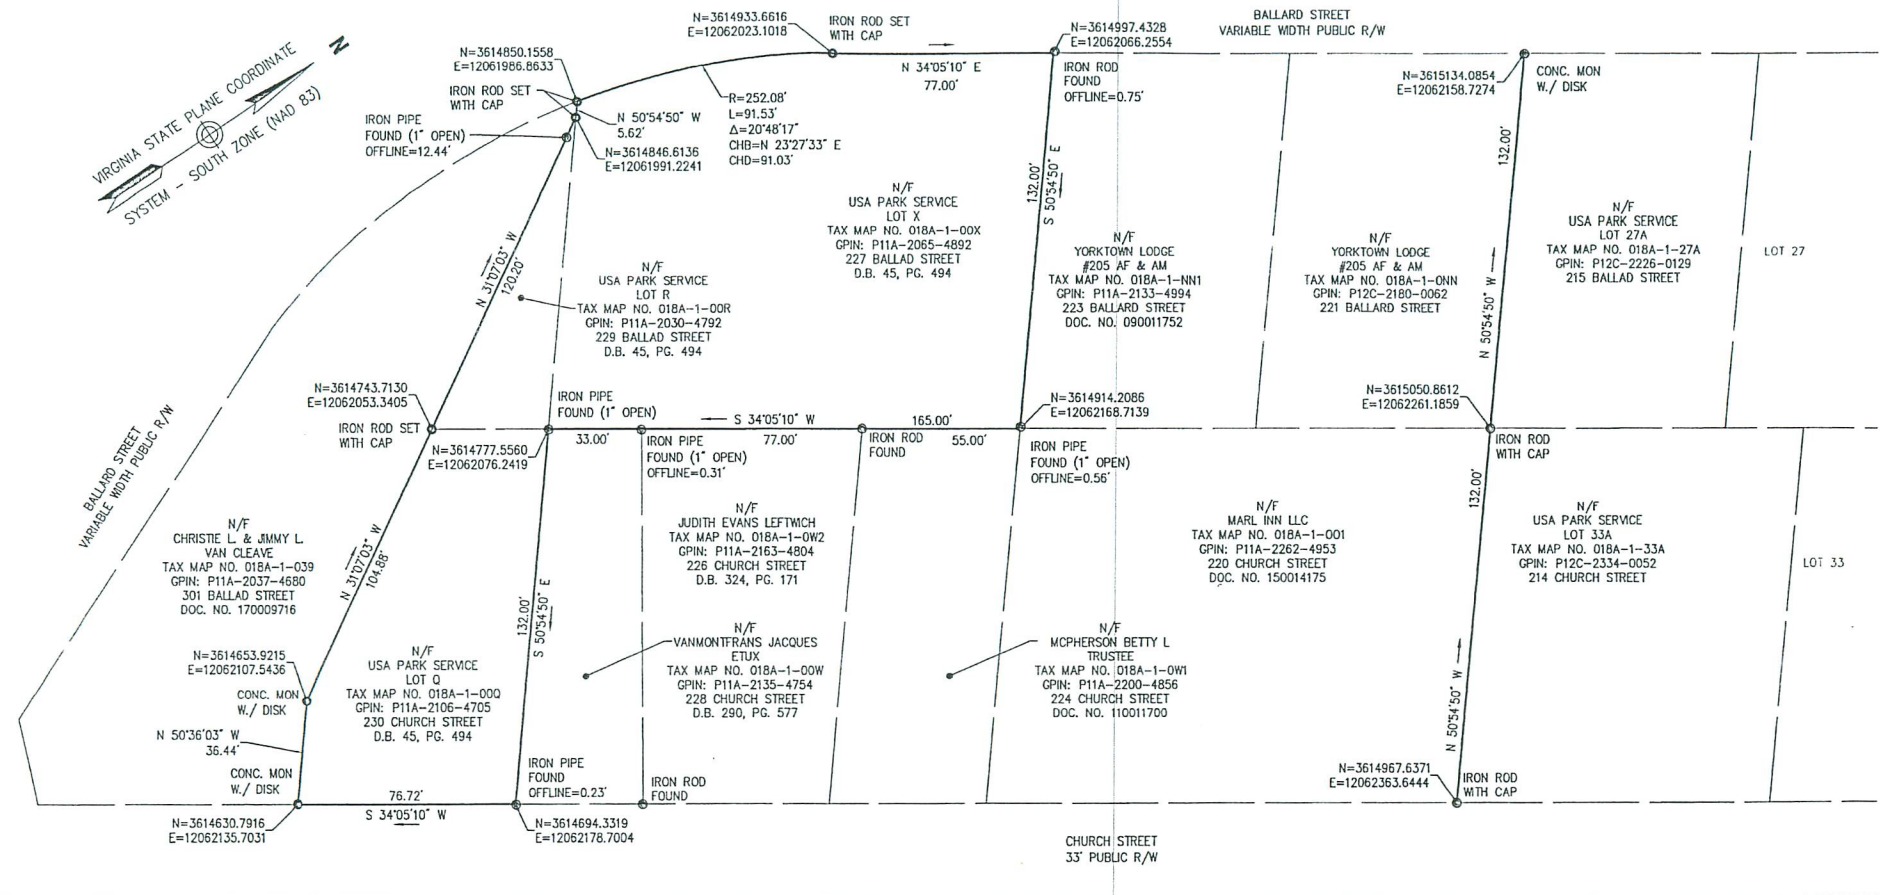 VIRGINIA STATE PLANE COORDINATE
SYSTEM - SOUTH ZONE (NAD 83)
N
N=3614933.6616
E=12062023.1018
IRON ROD SET
WITH CAP
N=3614997.4328
E=12062066.2554
BALLARD STREET
VARIABLE WIDTH PUBLIC R/W
N=3614850.1558
E=12061986.8633
IRON ROD SET
WITH CAP
IRON PIPE
FOUND (1" OPEN)
OFFLINE=12.44'
N 50°54'50" W
5.62'
N=3614846.6136
E=12061991.2241
R=252.08'
L=91.53'
Δ=20°48'17"
CHB=N 23°27'33" E
CHD=91.03'
N 34°05'10" E
77.00'
IRON ROD
FOUND
OFFLINE=0.75'
N=3615134.0854
E=12062158.7274
CONC. MON
W./ DISK
132.00'
S 50°54'50" E
132.00'
N 50°54'50" W
N 31°07'03" W
120.20'
N/F
USA PARK SERVICE
LOT R
TAX MAP NO. 018A-1-00R
GPIN: P11A-2030-4792
229 BALLAD STREET
D.B. 45, PG. 494
N/F
USA PARK SERVICE
LOT X
TAX MAP NO. 018A-1-00X
GPIN: P11A-2065-4892
227 BALLAD STREET
D.B. 45, PG. 494
N/F
YORKTOWN LODGE
#205 AF & AM
TAX MAP NO. 018A-1-NN1
GPIN: P11A-2133-4994
223 BALLARD STREET
DOC. NO. 090011752
N/F
YORKTOWN LODGE
#205 AF & AM
TAX MAP NO. 018A-1-0NN
GPIN: P12C-2180-0062
221 BALLARD STREET
N/F
USA PARK SERVICE
LOT 27A
TAX MAP NO. 018A-1-27A
GPIN: P12C-2226-0129
215 BALLAD STREET
LOT 27
N=3614743.7130
E=12062053.3405
IRON ROD SET
WITH CAP
IRON PIPE
FOUND (1" OPEN)
N=3614777.5560
E=12062076.2419
S 34°05'10" W
165.00'
33.00'
77.00'
55.00'
IRON PIPE
FOUND (1" OPEN)
OFFLINE=0.31'
IRON ROD
FOUND
N=3614914.2086
E=12062168.7139
IRON PIPE
FOUND (1" OPEN)
OFFLINE=0.56'
N=3615050.8612
E=12062261.1859
IRON ROD
WITH CAP
BALLARD STREET
VARIABLE WIDTH PUBLIC R/W
N/F
CHRISTIE L. & JIMMY L.
VAN CLEAVE
TAX MAP NO. 018A-1-039
GPIN: P11A-2037-4680
301 BALLAD STREET
DOC. NO. 170009716
N 31°07'03" W
104.88'
132.00'
S 50°54'50" E
N/F
JUDITH EVANS LEFTWICH
TAX MAP NO. 018A-1-0W2
GPIN: P11A-2163-4804
226 CHURCH STREET
D.B. 324, PG. 171
N/F
MARL INN LLC
TAX MAP NO. 018A-1-001
GPIN: P11A-2262-4953
220 CHURCH STREET
DOC. NO. 150014175
132.00'
N 50°54'50" W
N/F
USA PARK SERVICE
LOT 33A
TAX MAP NO. 018A-1-33A
GPIN: P12C-2334-0052
214 CHURCH STREET
LOT 33
N=3614653.9215
E=12062107.5436
CONC. MON
W./ DISK
N 50°36'03" W
36.44'
CONC. MON
W./ DISK
N/F
USA PARK SERVICE
LOT Q
TAX MAP NO. 018A-1-00Q
GPIN: P11A-2106-4705
230 CHURCH STREET
D.B. 45, PG. 494
N/F
VANMONTFRANS JACQUES
ETUX
TAX MAP NO. 018A-1-00W
GPIN: P11A-2135-4754
228 CHURCH STREET
D.B. 290, PG. 577
N/F
MCPHERSON BETTY L
TRUSTEE
TAX MAP NO. 018A-1-0W1
GPIN: P11A-2200-4856
224 CHURCH STREET
DOC. NO. 110011700
76.72'
S 34°05'10" W
IRON PIPE
FOUND
OFFLINE=0.23'
IRON ROD
FOUND
N=3614630.7916
E=12062135.7031
N=3614694.3319
E=12062178.7004
N=3614967.6371
E=12062363.6444
IRON ROD
WITH CAP
CHURCH STREET
33' PUBLIC R/W